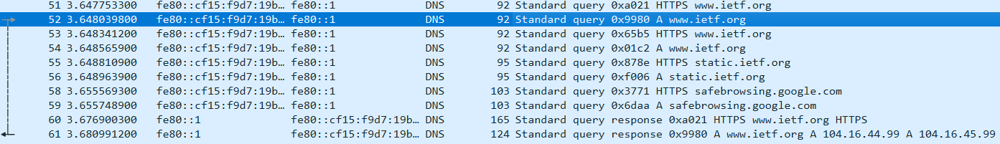 51 3.647753300 fe80::cf15:f9d7:19b… fe80::1 DNS 92 Standard query 0xa021 HTTPS www.ietf.org
52 3.648039800 fe80::cf15:f9d7:19b… fe80::1 DNS 92 Standard query 0x9980 A www.ietf.org
53 3.648341200 fe80::cf15:f9d7:19b… fe80::1 DNS 92 Standard query 0x65b5 HTTPS www.ietf.org
54 3.648565900 fe80::cf15:f9d7:19b… fe80::1 DNS 92 Standard query 0x01c2 A www.ietf.org
55 3.648810900 fe80::cf15:f9d7:19b… fe80::1 DNS 95 Standard query 0x878e HTTPS static.ietf.org
56 3.648963900 fe80::cf15:f9d7:19b… fe80::1 DNS 95 Standard query 0xf006 A static.ietf.org
58 3.655569300 fe80::cf15:f9d7:19b… fe80::1 DNS 103 Standard query 0x3771 HTTPS safebrowsing.google.com
59 3.655748900 fe80::cf15:f9d7:19b… fe80::1 DNS 103 Standard query 0x6daa A safebrowsing.google.com
60 3.676900300 fe80::1 fe80::cf15:f9d7:19b… DNS 165 Standard query response 0xa021 HTTPS www.ietf.org HTTPS
61 3.680991200 fe80::1 fe80::cf15:f9d7:19b… DNS 124 Standard query response 0x9980 A www.ietf.org A 104.16.44.99 A 104.16.45.99